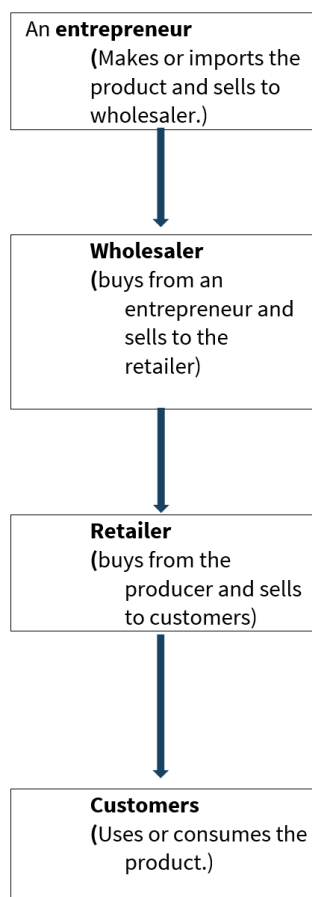 An entrepreneur
(Makes or imports the
product and sells to
wholesaler.)
Wholesaler
(buys from an
entrepreneur and
sells to the
retailer)
Retailer
(buys from the
producer and sells
to customers)
Customers
(Uses or consumes the
product.)